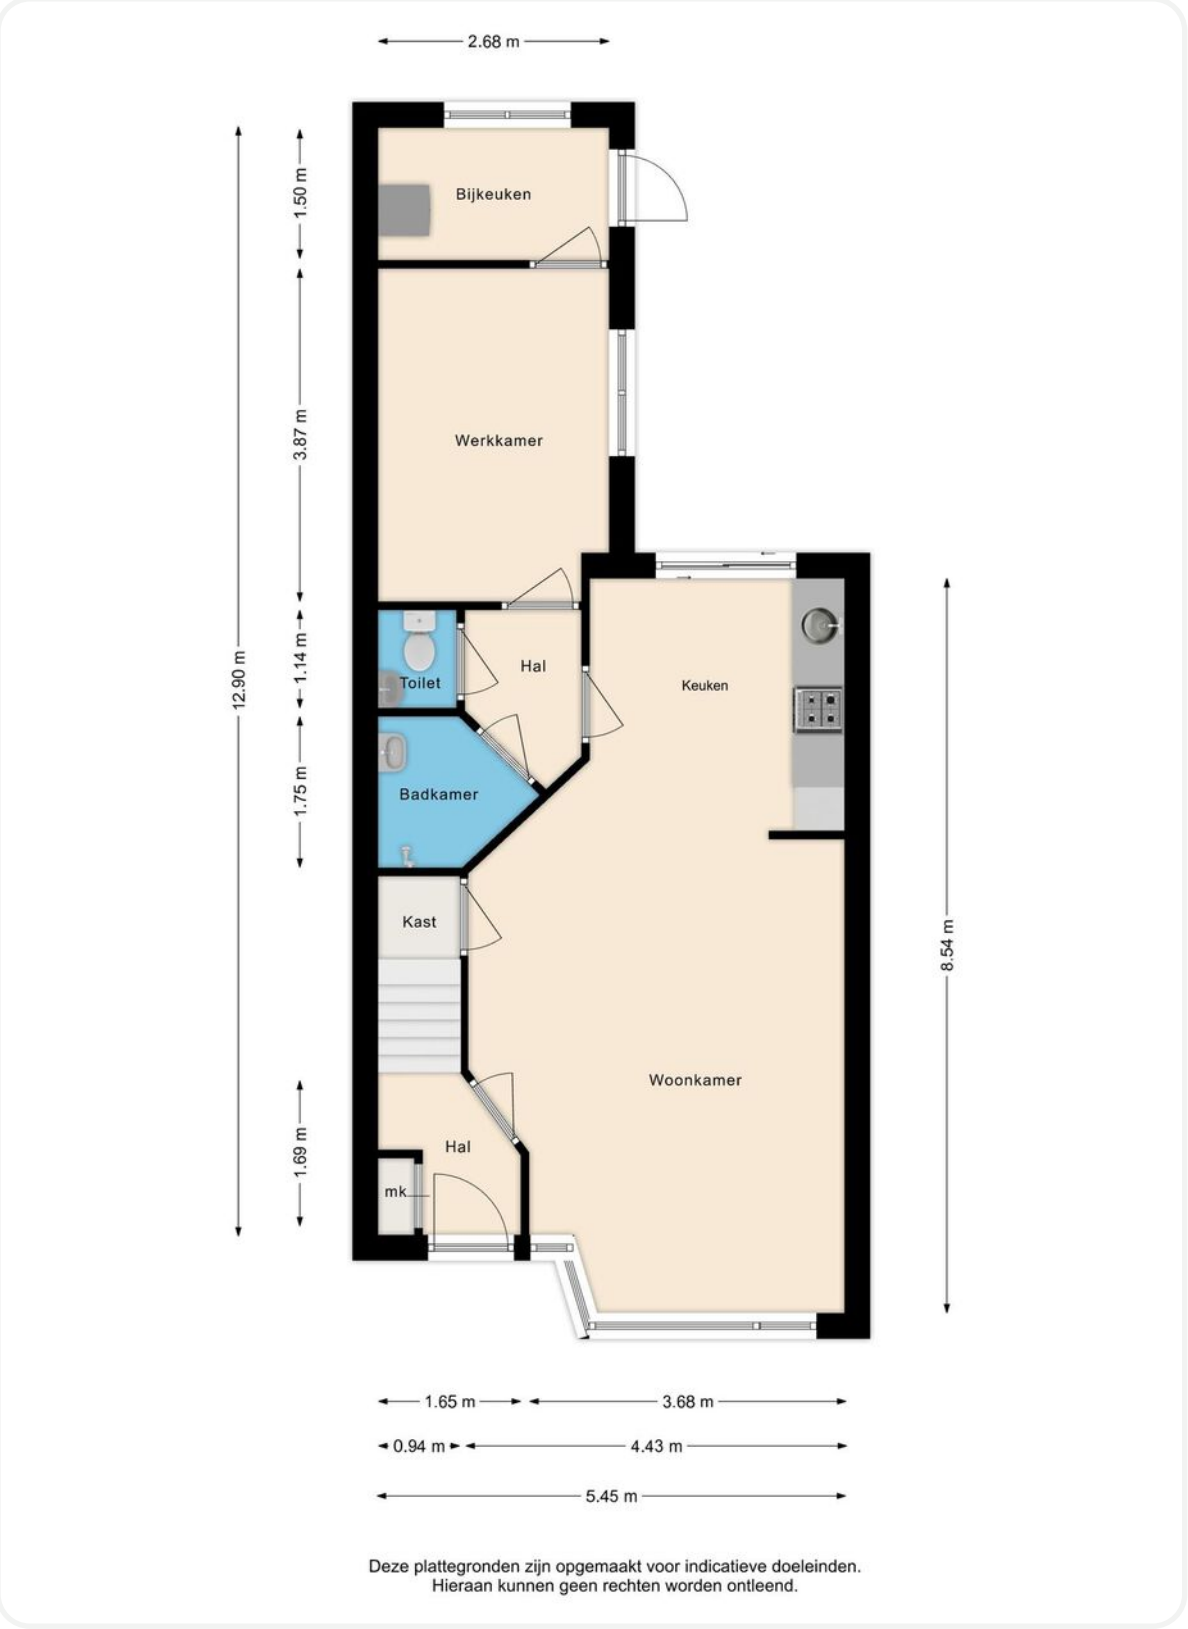 2.68 m
1.50 m
Bijkeuken
3.87 m
Werkkamer
12.90 m
1.14 m
Toilet
Hal
Keuken
1.75 m
Badkamer
Kast
8.54 m
Woonkamer
1.69 m
Hal
mk
1.65 m
3.68 m
0.94 m
4.43 m
5.45 m
Deze plattegronden zijn opgemaakt voor indicatieve doeleinden.
Hieraan kunnen geen rechten worden ontleend.